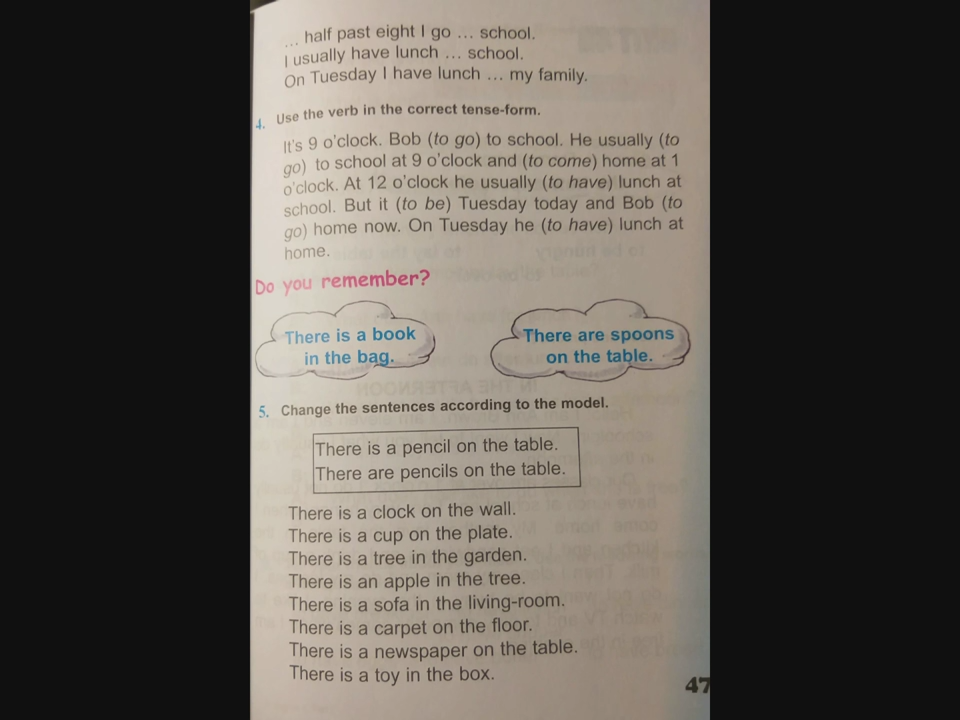 ... half past eight I go ... school.
I usually have lunch ... school.
On Tuesday I have lunch ... my family.
4. Use the verb in the correct tense-form.
It's 9 o'clock. Bob (to go) to school. He usually (to
go) to school at 9 o'clock and (to come) home at 1
o'clock. At 12 o'clock he usually (to have) lunch at
school. But it (to be) Tuesday today and Bob (to
go) home now. On Tuesday he (to have) lunch at
home.
Do you remember?
There is a book
in the bag.
There are spoons
on the table.
5. Change the sentences according to the model.
There is a pencil on the table.
There are pencils on the table.
There is a clock on the wall.
There is a cup on the plate.
There is a tree in the garden.
There is an apple in the tree.
There is a sofa in the living-room.
There is a carpet on the floor.
There is a newspaper on the table.
There is a toy in the box.
47